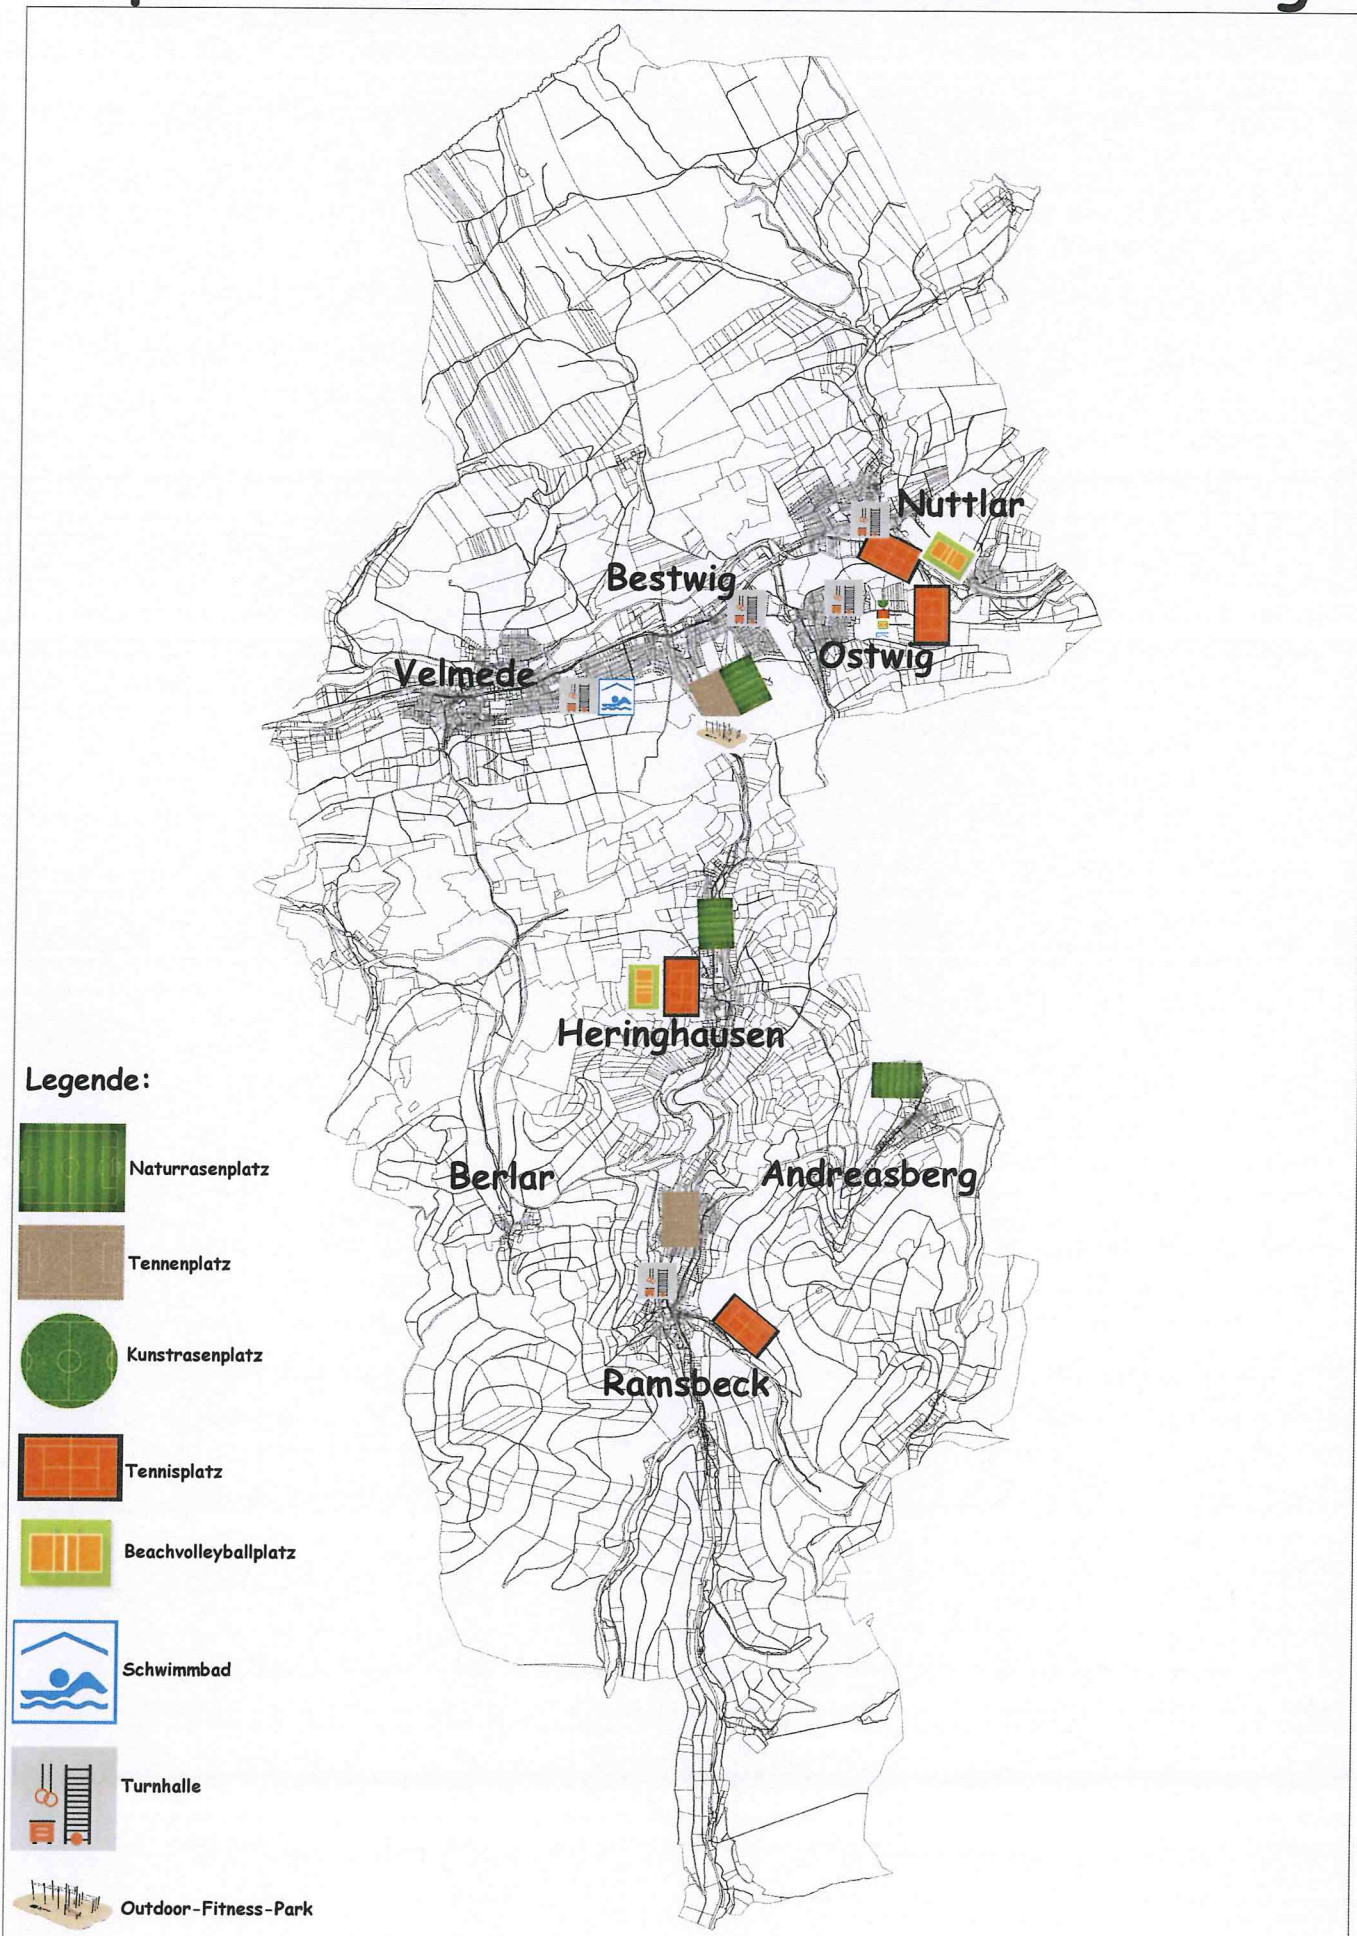 Nuttlar
Bestwig
Ostwig
Velmede
Heringhausen
Legende:
Naturrasenplatz
Berlar
Andreasberg
Tennenplatz
Kunstrasenplatz
Ramsbeck
Tennisplatz
Beachvolleyballplatz
Schwimmbad
Turnhalle
Outdoor-Fitness-Park